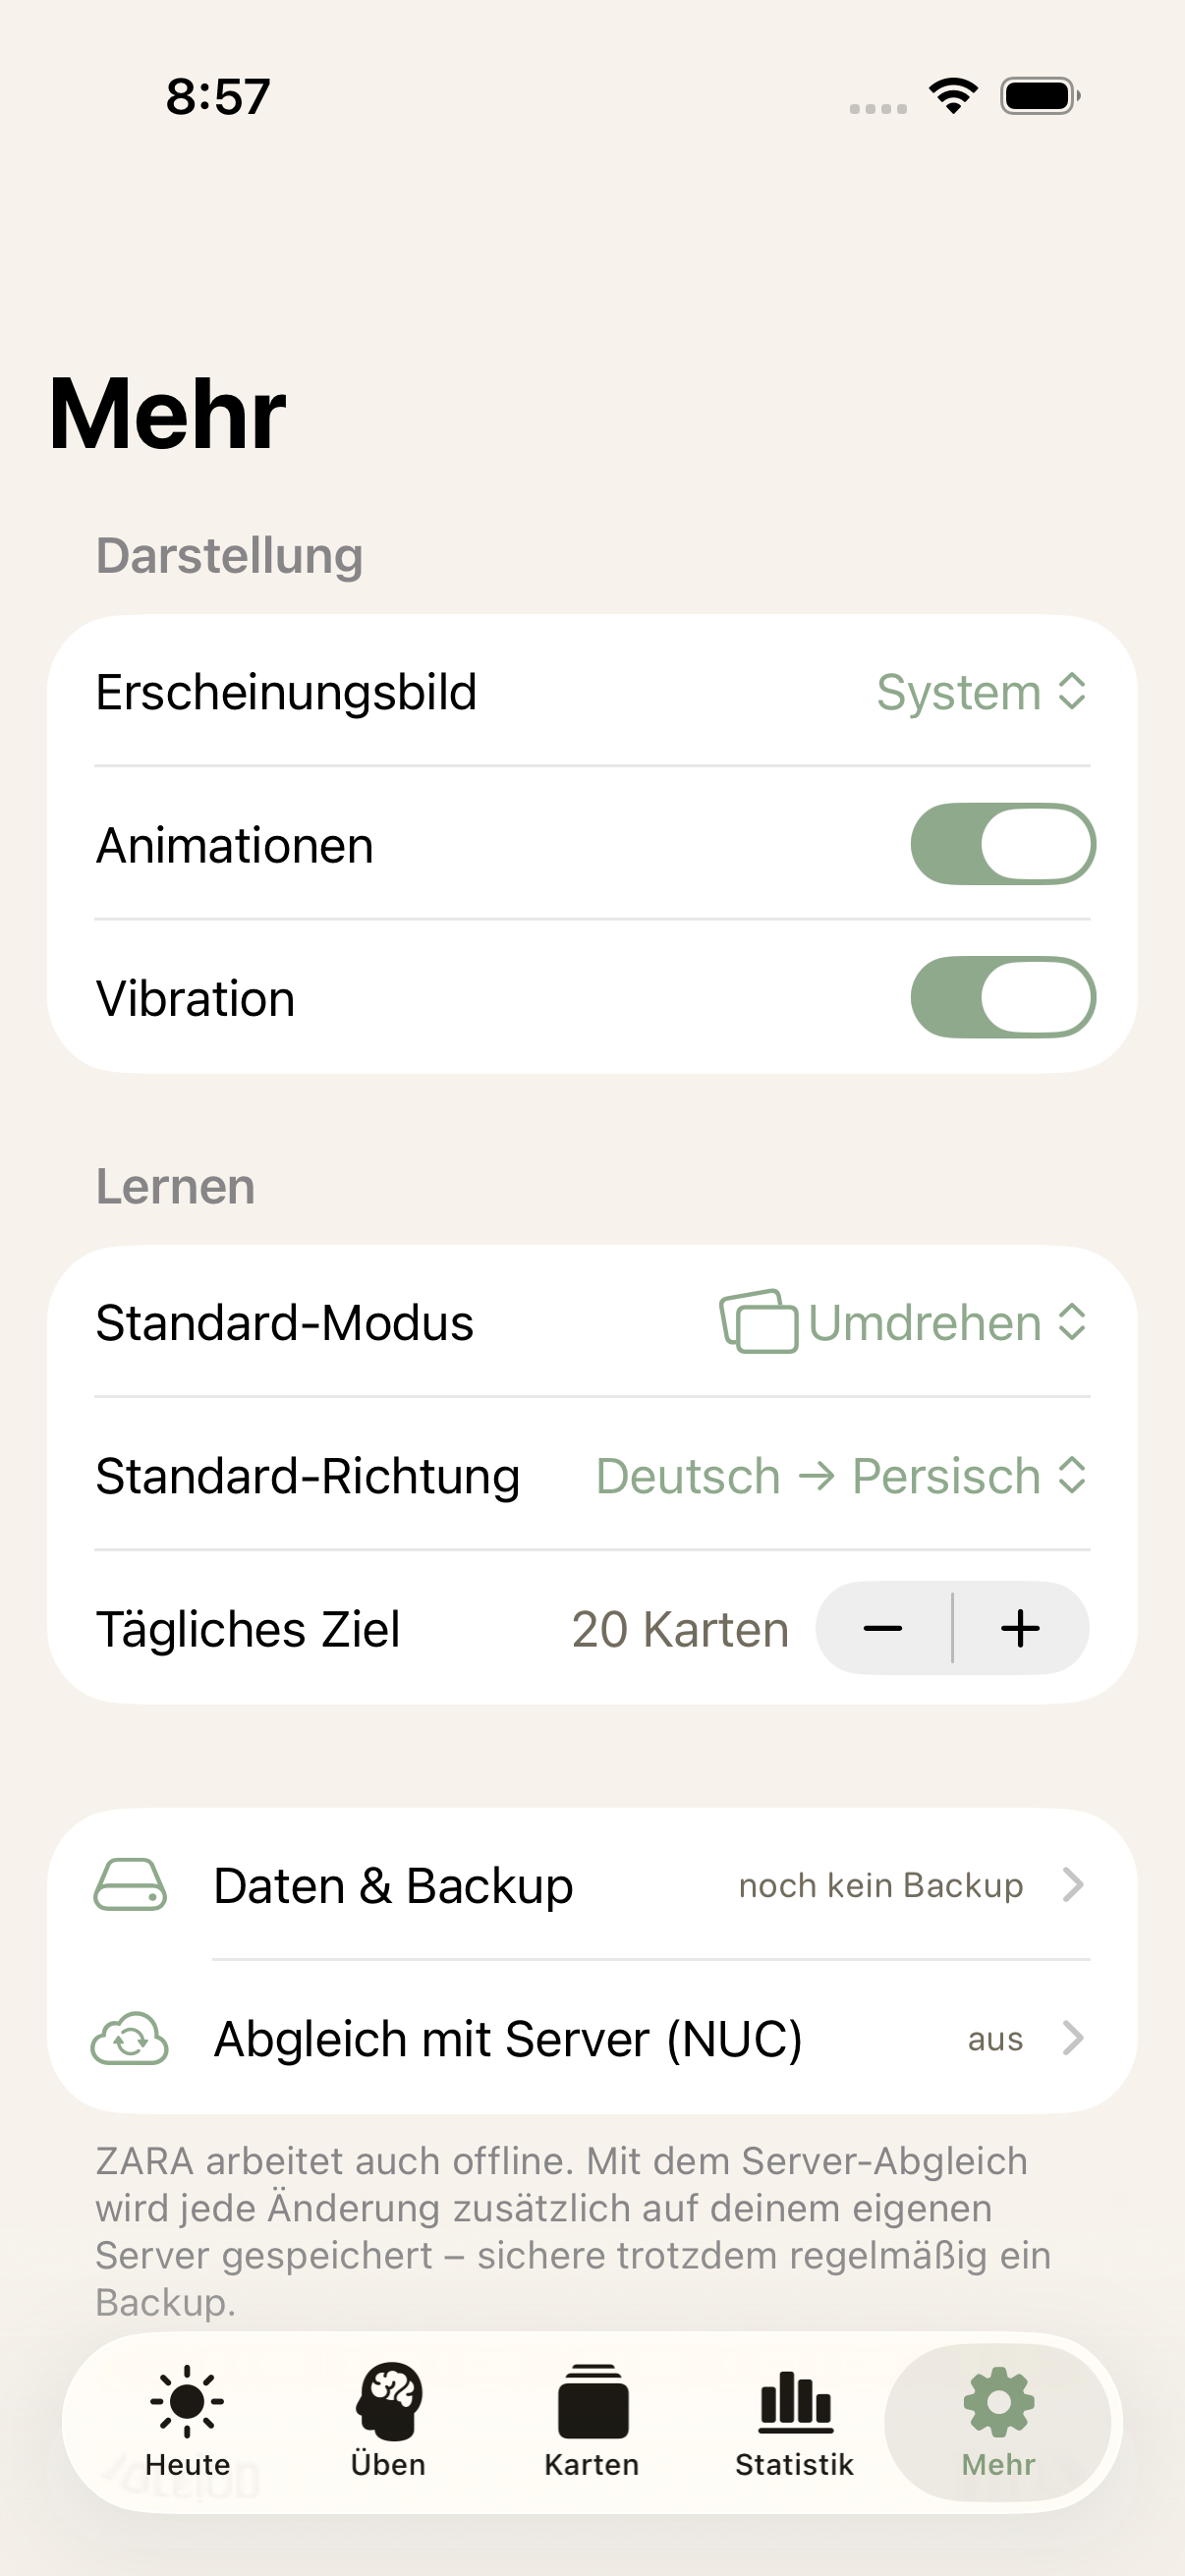 8:57
Mehr
Darstellung
Erscheinungsbild System
Animationen
Vibration
Lernen
Standard-Modus Umdrehen
Standard-Richtung Deutsch → Persisch
Tägliches Ziel 20 Karten − +
Daten & Backup noch kein Backup
Abgleich mit Server (NUC) aus
ZARA arbeitet auch offline. Mit dem Server-Abgleich
wird jede Änderung zusätzlich auf deinem eigenen
Server gespeichert – sichere trotzdem regelmäßig ein
Backup.
Heute Üben Karten Statistik Mehr